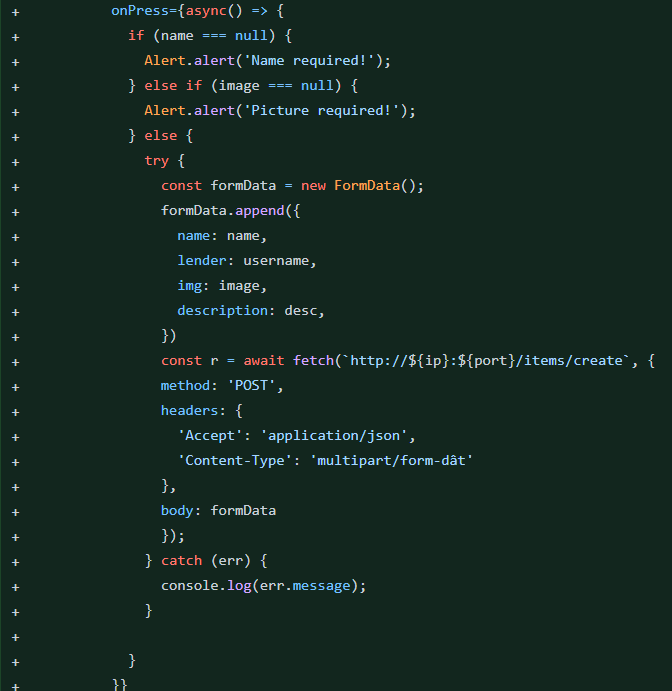 + onPress={async() => {
+ if (name === null) {
+ Alert.alert('Name required!');
+ } else if (image === null) {
+ Alert.alert('Picture required!');
+ } else {
+ try {
+ const formData = new FormData();
+ formData.append({
+ name: name,
+ lender: username,
+ img: image,
+ description: desc,
+ })
+ const r = await fetch(`http://${ip}:${port}/items/create`, {
+ method: 'POST',
+ headers: {
+ 'Accept': 'application/json',
+ 'Content-Type': 'multipart/form-dât'
+ },
+ body: formData
+ });
+ } catch (err) {
+ console.log(err.message);
+ }
+
+ }
+ }}